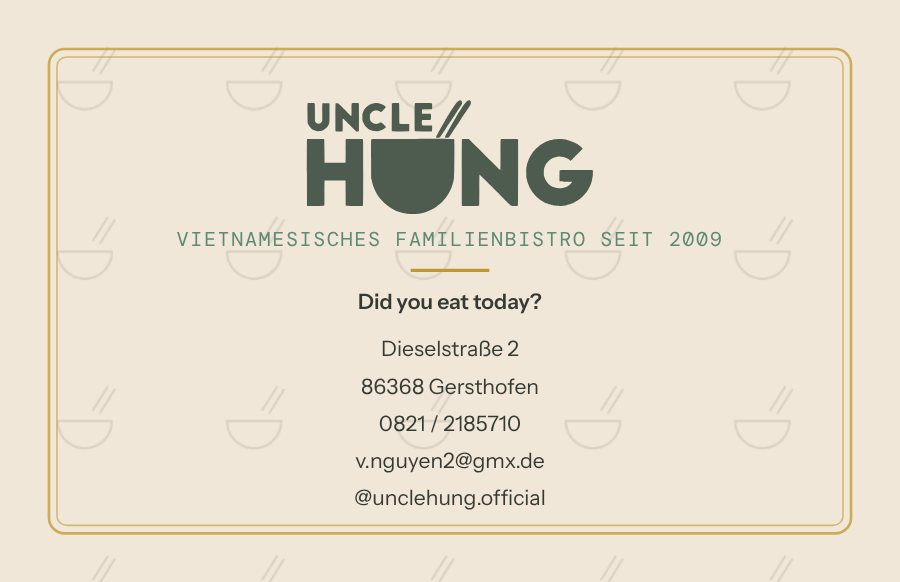 UNCLE
HUNG
VIETNAMESISCHES FAMILIENBISTRO SEIT 2009
Did you eat today?
Dieselstraße 2
86368 Gersthofen
0821 / 2185710
v.nguyen2@gmx.de
@unclehung.official